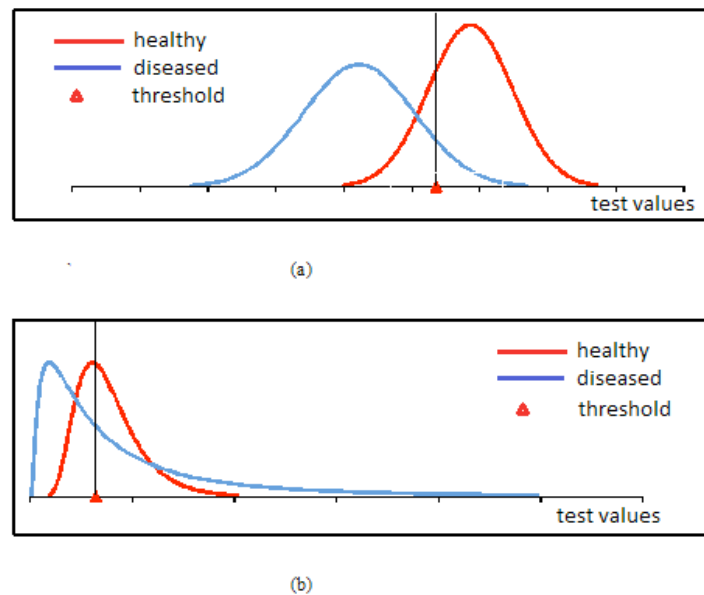 healthy
diseased
threshold
test values
(a)
healthy
diseased
threshold
test values
(b)